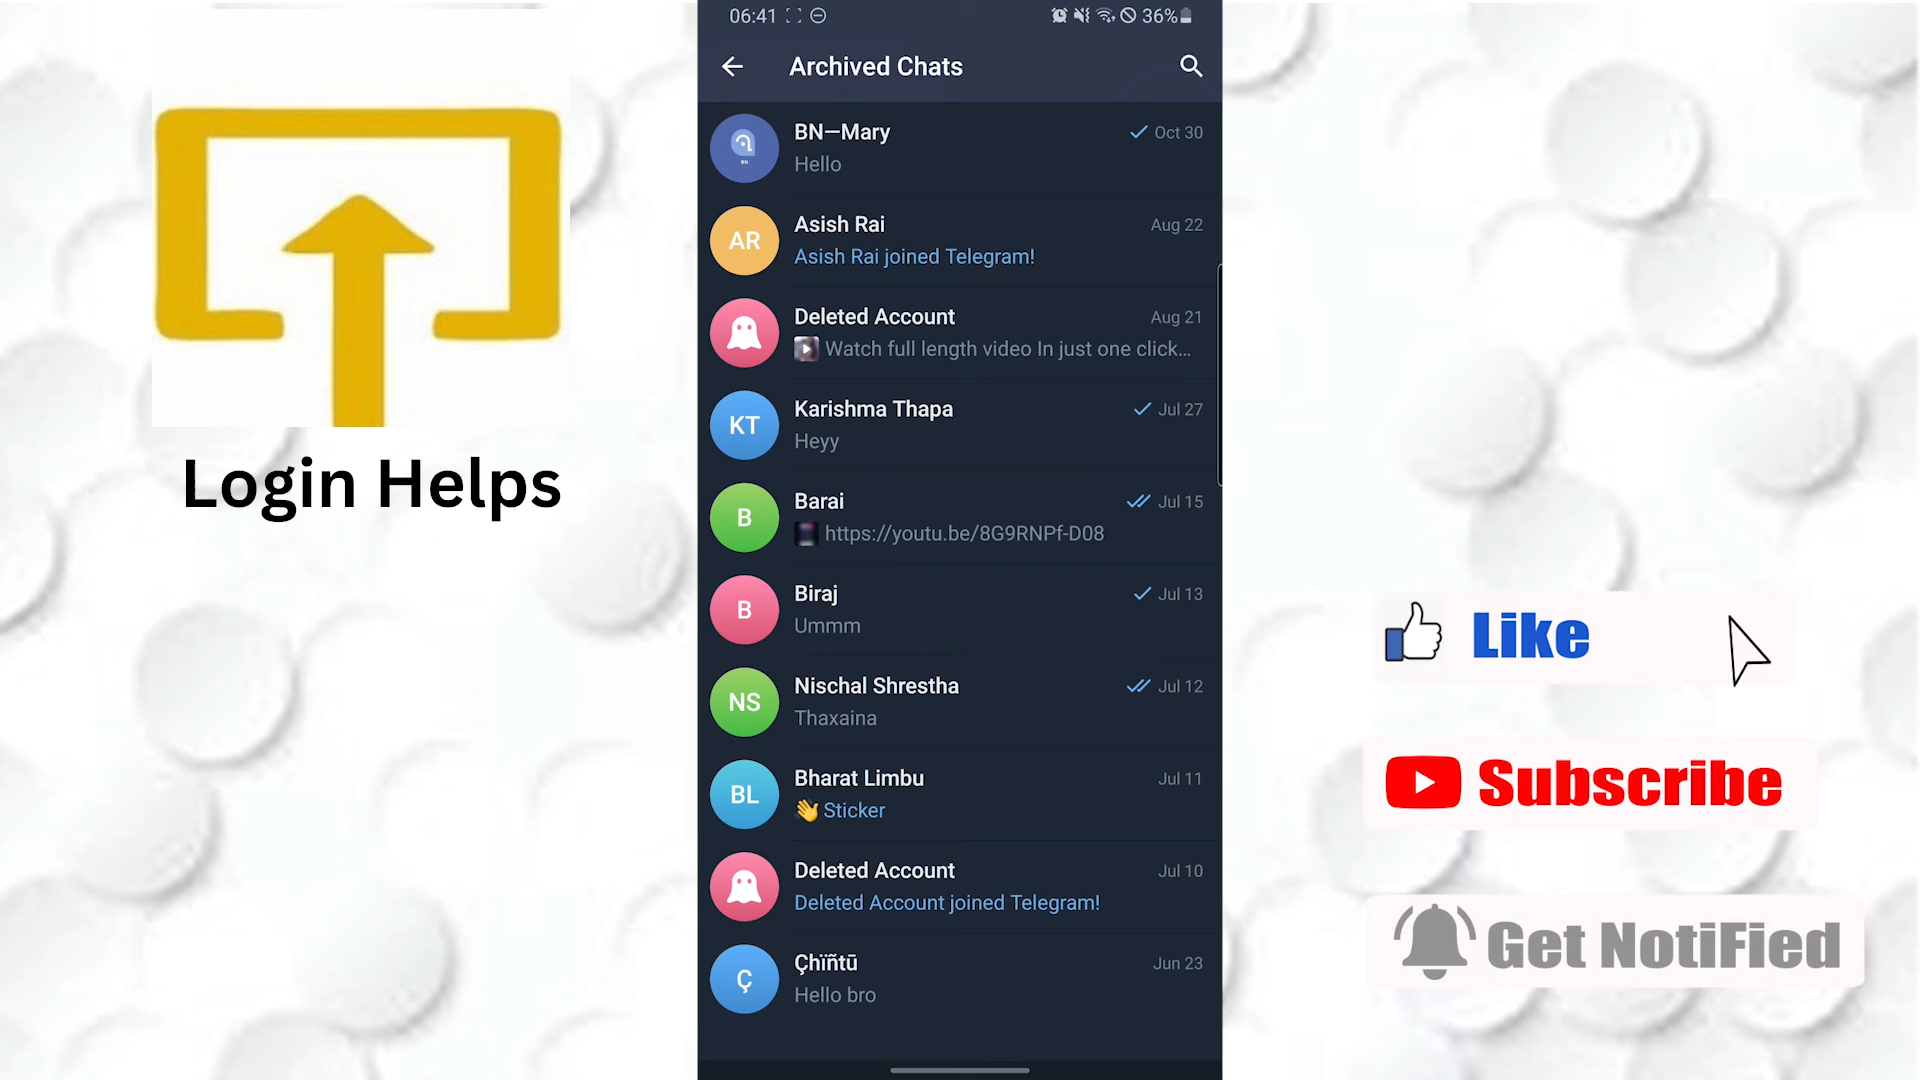 Login Helps
06:41
36%
Archived Chats
BN—Mary
Oct 30
Hello
BN
AR
Asish Rai
Aug 22
Asish Rai joined Telegram!
Deleted Account
Aug 21
Watch full length video In just one click...
KT
Karishma Thapa
Jul 27
Heyy
B
Barai
Jul 15
https://youtu.be/8G9RNPf-D08
B
Biraj
Jul 13
Ummm
NS
Nischal Shrestha
Jul 12
Thaxaina
BL
Bharat Limbu
Jul 11
👋 Sticker
Deleted Account
Jul 10
Deleted Account joined Telegram!
Ç
Çhïñtū
Jun 23
Hello bro
Like
Subscribe
Get NotiFied